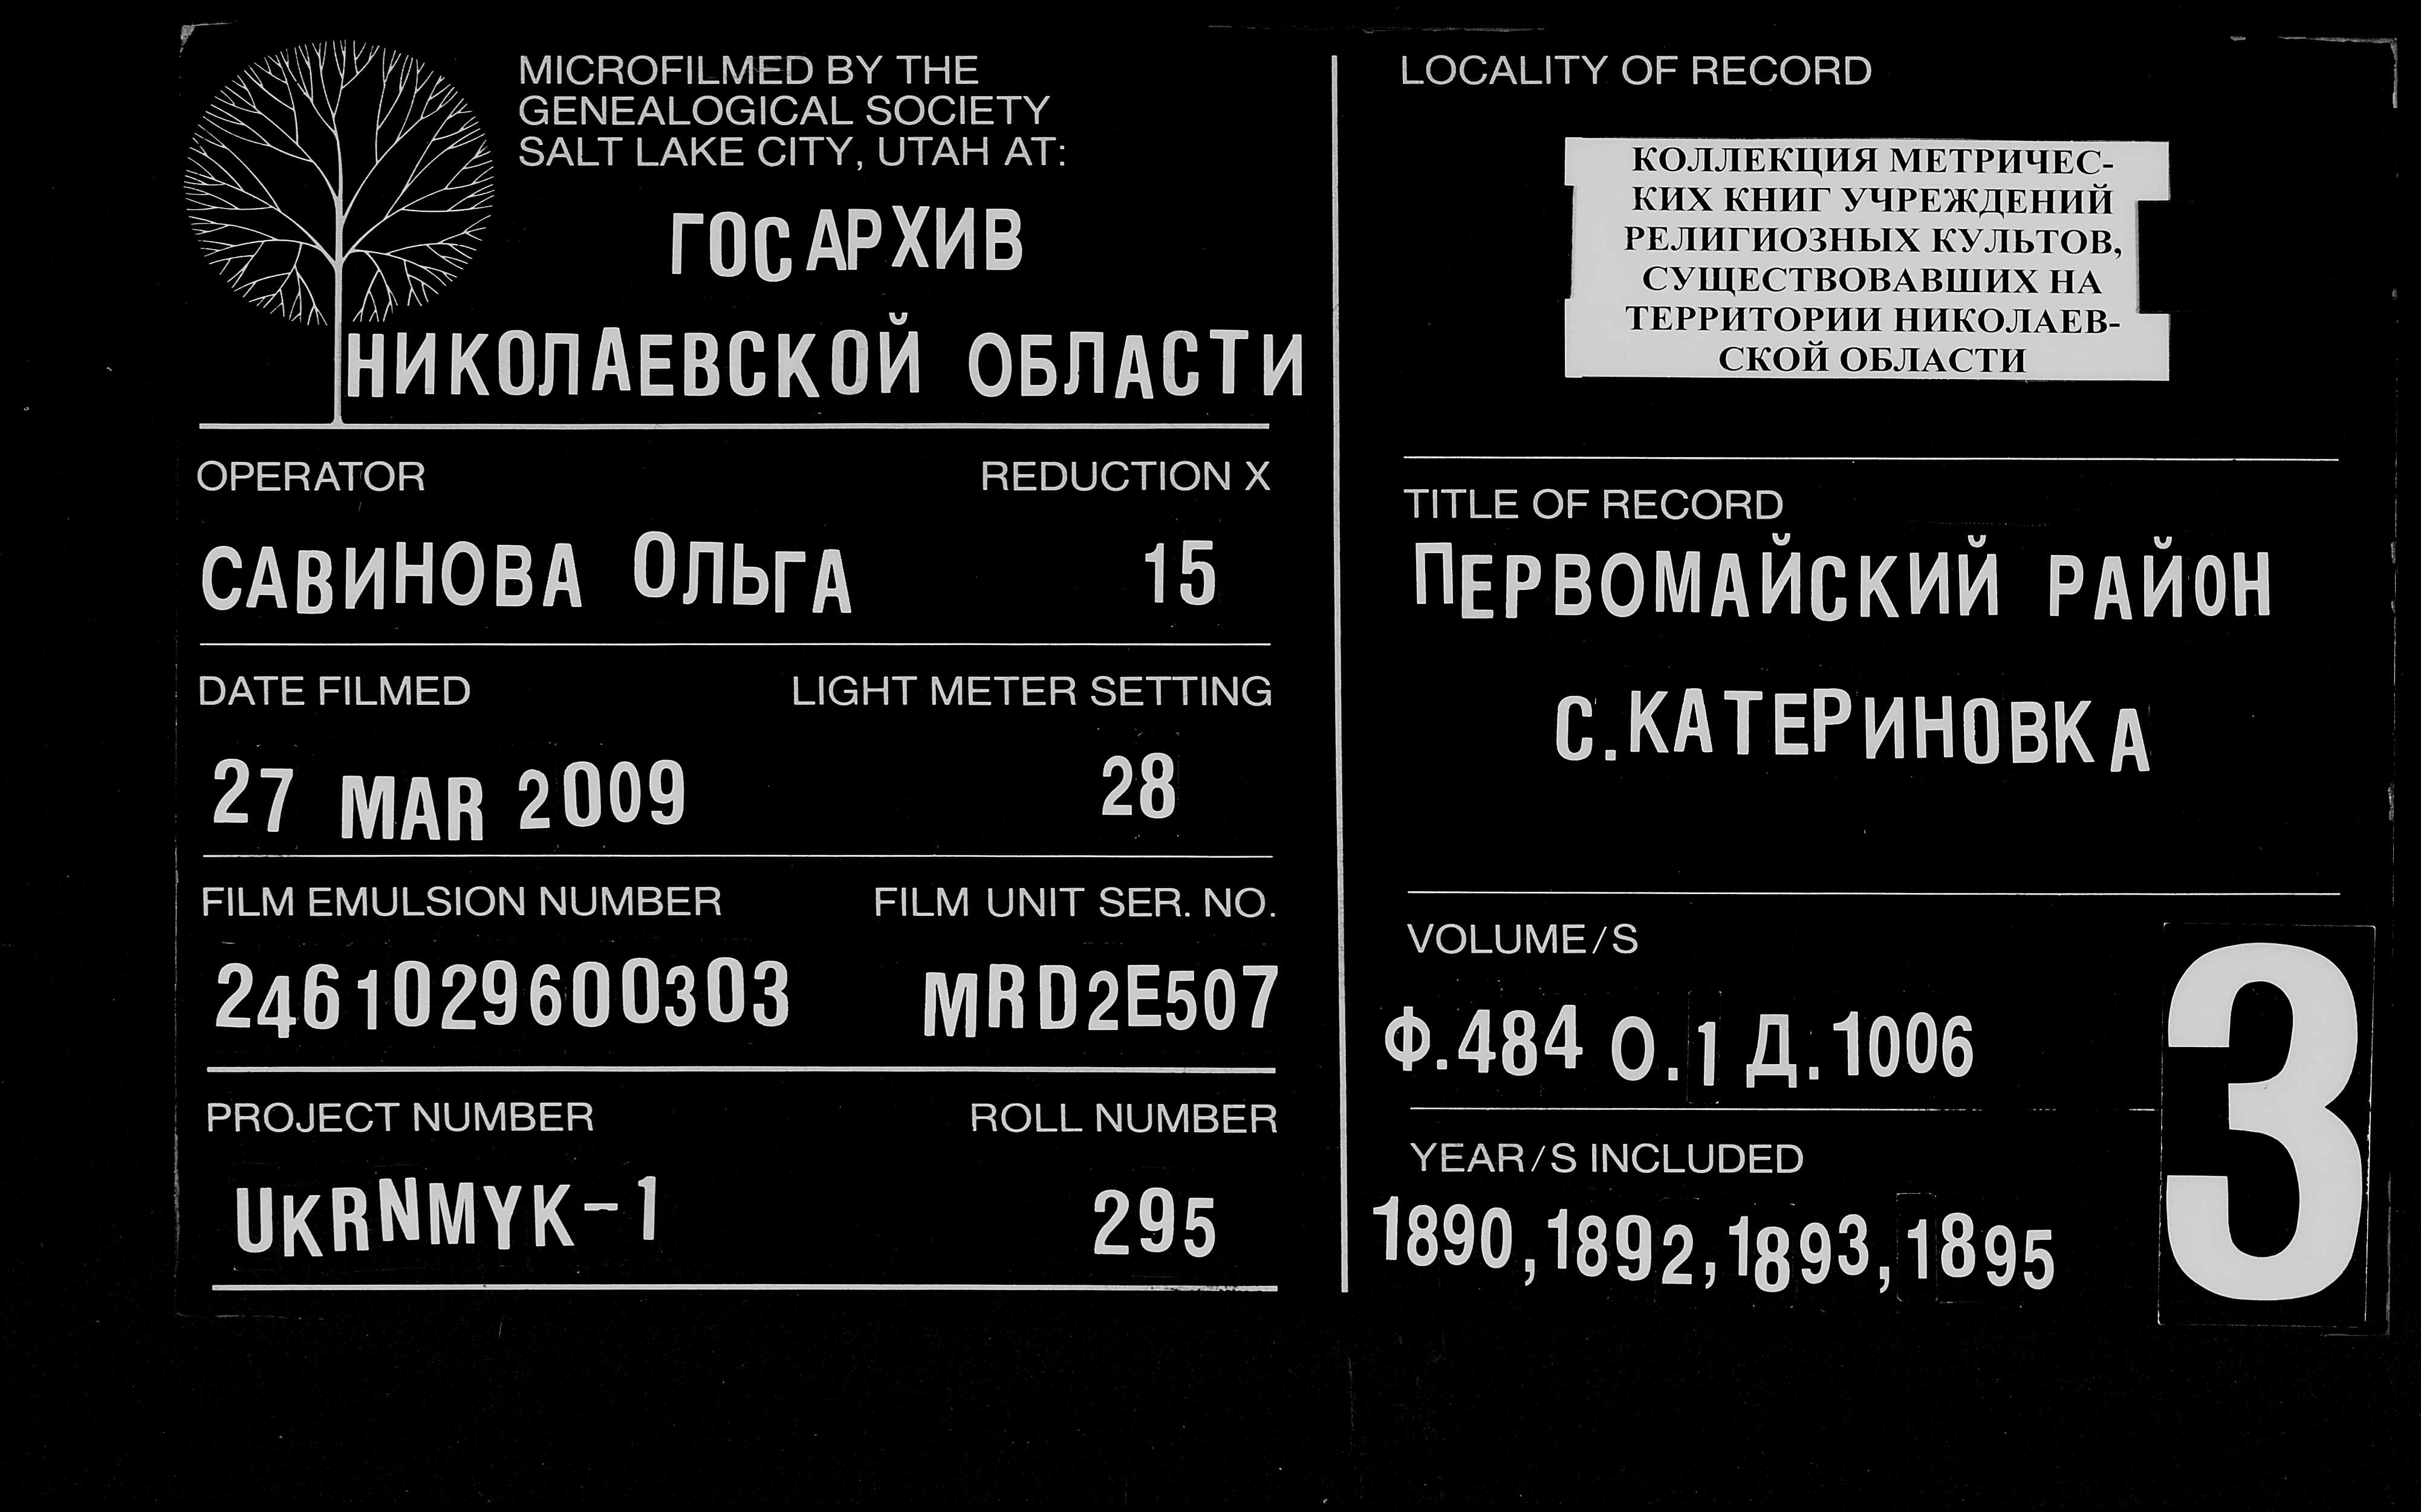 MICROFILMED BY THE
GENEALOGICAL SOCIETY
SALT LAKE CITY, UTAH AT:
ГОСАРХИВ
НИКОЛАЕВСКОЙ ОБЛАСТИ
OPERATOR REDUCTION X
САВИНОВА ОЛЬГА 15
DATE FILMED LIGHT METER SETTING
27 MAR 2009 28
FILM EMULSION NUMBER FILM UNIT SER. NO.
2461029600303 MRD2E507
PROJECT NUMBER ROLL NUMBER
UKRNMYK-1 295
LOCALITY OF RECORD
КОЛЛЕКЦИЯ МЕТРИЧЕС-
КИХ КНИГ УЧРЕЖДЕНИЙ
РЕЛИГИОЗНЫХ КУЛЬТОВ,
СУЩЕСТВОВАВШИХ НА
ТЕРРИТОРИИ НИКОЛАЕВ-
СКОЙ ОБЛАСТИ
TITLE OF RECORD
ПЕРВОМАЙСКИЙ РАЙОН
С.КАТЕРИНОВКА
VOLUME/S
Ф.484 О.1 Д.1006
YEAR/S INCLUDED
1890,1892,1893,1895
3